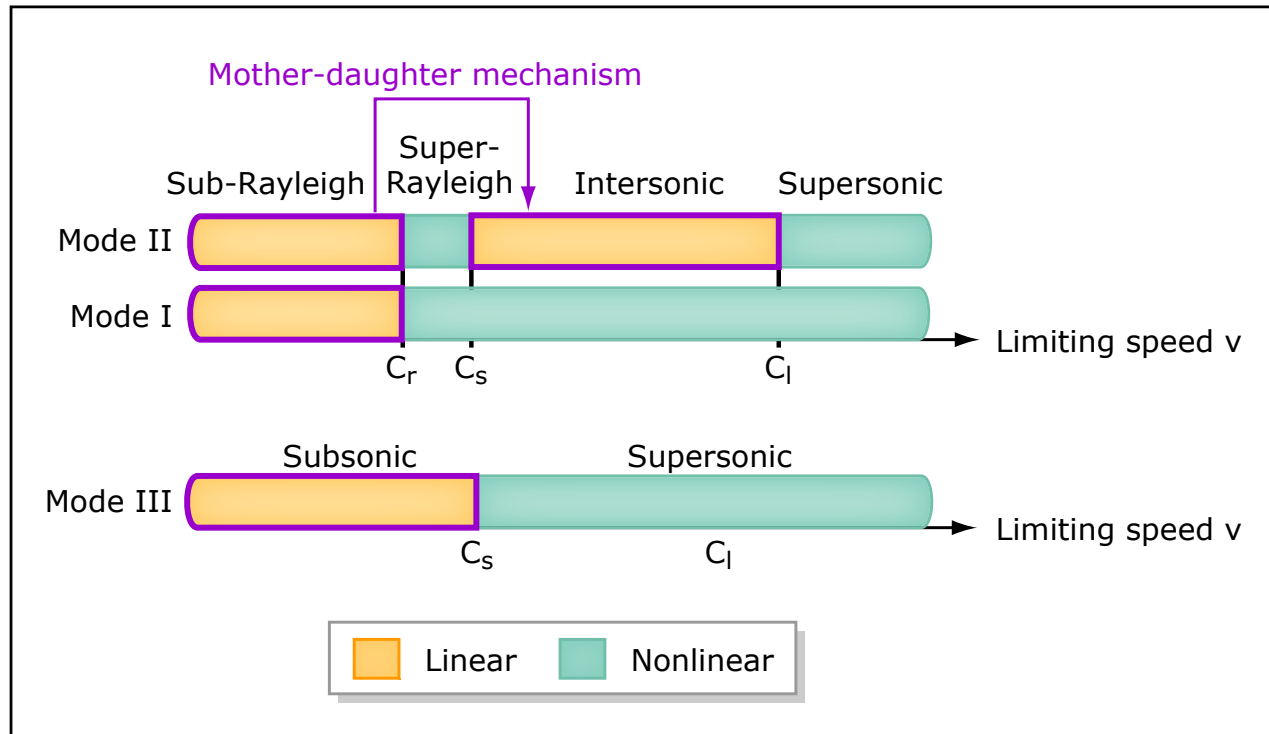 Mother-daughter mechanism
Super-
Rayleigh
Sub-Rayleigh
Intersonic
Supersonic
Mode II
Mode I
Limiting speed v
Cr
Cs
Cl
Subsonic
Supersonic
Mode III
Limiting speed v
Cs
Cl
Linear
Nonlinear